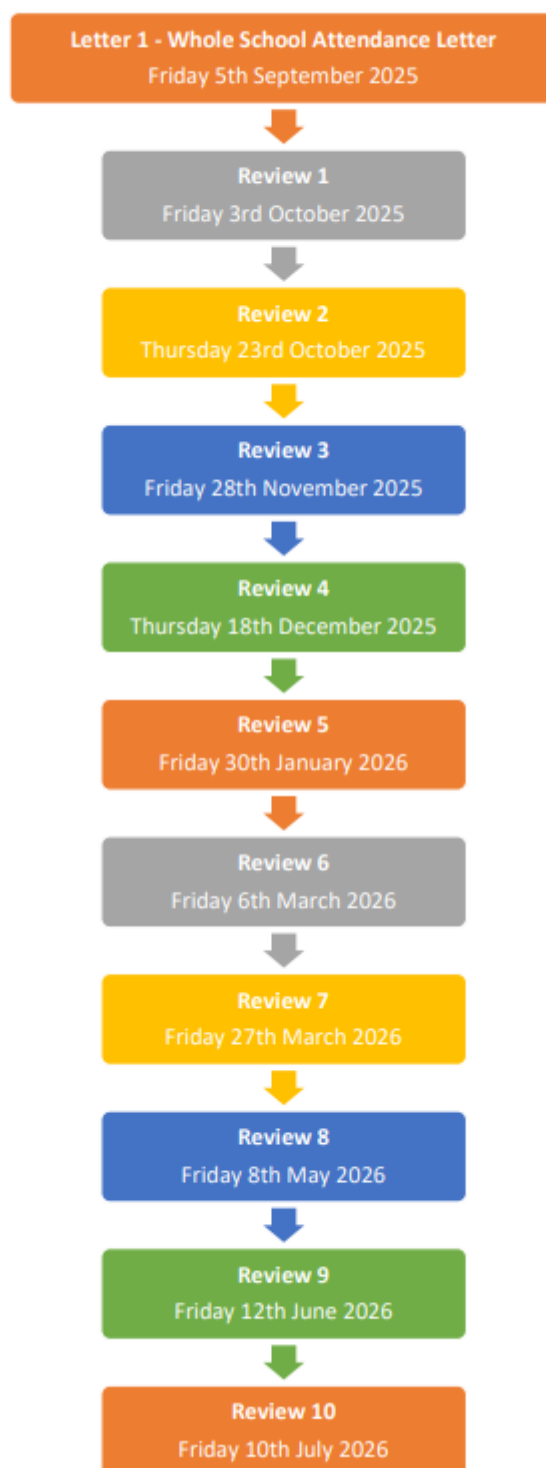 Letter 1 - Whole School Attendance Letter
Friday 5th September 2025
Review 1
Friday 3rd October 2025
Review 2
Thursday 23rd October 2025
Review 3
Friday 28th November 2025
Review 4
Thursday 18th December 2025
Review 5
Friday 30th January 2026
Review 6
Friday 6th March 2026
Review 7
Friday 27th March 2026
Review 8
Friday 8th May 2026
Review 9
Friday 12th June 2026
Review 10
Friday 10th July 2026